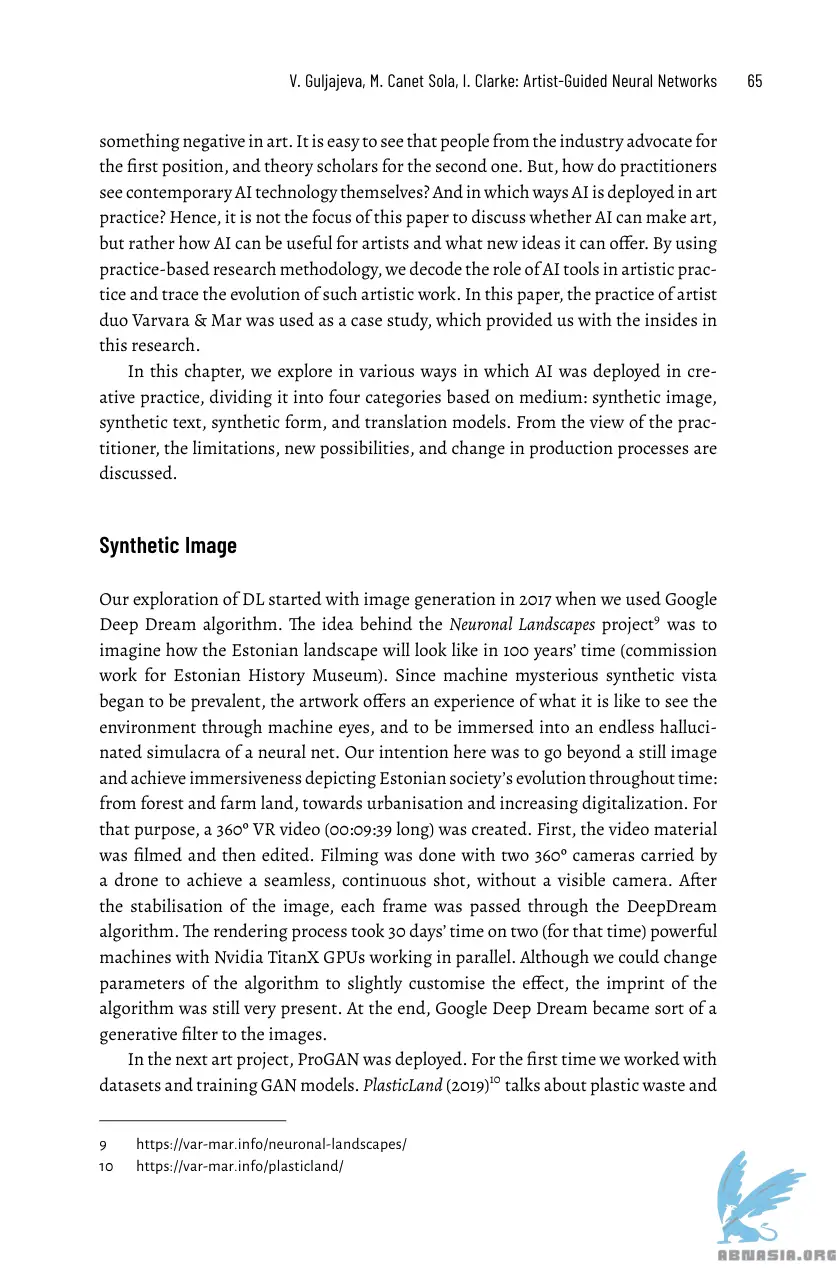 V. Guljajeva, M. Canet Sola, I. Clarke: Artist-Guided Neural Networks 65
something negative in art. It is easy to see that people from the industry advocate for
the first position, and theory scholars for the second one. But, how do practitioners
see contemporary AI technology themselves? And in which ways AI is deployed in art
practice? Hence, it is not the focus of this paper to discuss whether AI can make art,
but rather how AI can be useful for artists and what new ideas it can offer. By using
practice-based research methodology, we decode the role of AI tools in artistic prac-
tice and trace the evolution of such artistic work. In this paper, the practice of artist
duo Varvara & Mar was used as a case study, which provided us with the insides in
this research.
In this chapter, we explore in various ways in which AI was deployed in cre-
ative practice, dividing it into four categories based on medium: synthetic image,
synthetic text, synthetic form, and translation models. From the view of the prac-
titioner, the limitations, new possibilities, and change in production processes are
discussed.
Synthetic Image
Our exploration of DL started with image generation in 2017 when we used Google
Deep Dream algorithm. The idea behind the Neuronal Landscapes project9 was to
imagine how the Estonian landscape will look like in 100 years' time (commission
work for Estonian History Museum). Since machine mysterious synthetic vista
began to be prevalent, the artwork offers an experience of what it is like to see the
environment through machine eyes, and to be immersed into an endless halluci-
nated simulacra of a neural net. Our intention here was to go beyond a still image
and achieve immersiveness depicting Estonian society's evolution throughout time:
from forest and farm land, towards urbanisation and increasing digitalization. For
that purpose, a 360º VR video (00:09:39 long) was created. First, the video material
was filmed and then edited. Filming was done with two 360º cameras carried by
a drone to achieve a seamless, continuous shot, without a visible camera. After
the stabilisation of the image, each frame was passed through the DeepDream
algorithm. The rendering process took 30 days' time on two (for that time) powerful
machines with Nvidia TitanX GPUs working in parallel. Although we could change
parameters of the algorithm to slightly customise the effect, the imprint of the
algorithm was still very present. At the end, Google Deep Dream became sort of a
generative filter to the images.
In the next art project, ProGAN was deployed. For the first time we worked with
datasets and training GAN models. PlasticLand (2019)10 talks about plastic waste and
9 https://var-mar.info/neuronal-landscapes/
10 https://var-mar.info/plasticland/
ABNASIA.ORG